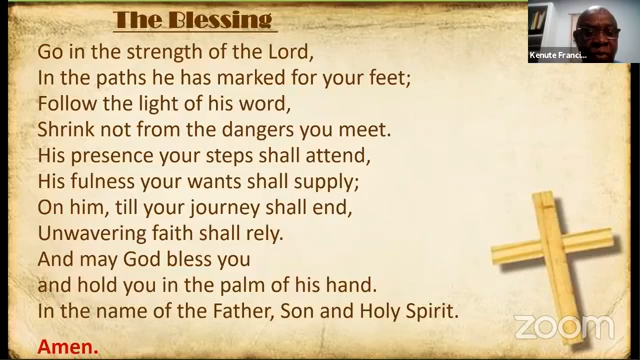 The Blessing
Go in the strength of the Lord,
In the paths he has marked for your feet;
Follow the light of his word,
Shrink not from the dangers you meet.
His presence your steps shall attend,
His fulness your wants shall supply;
On him, till your journey shall end,
Unwavering faith shall rely.
And may God bless you
and hold you in the palm of his hand.
In the name of the Father, Son and Holy Spirit.
Amen.
Kenute Franci...
zoom